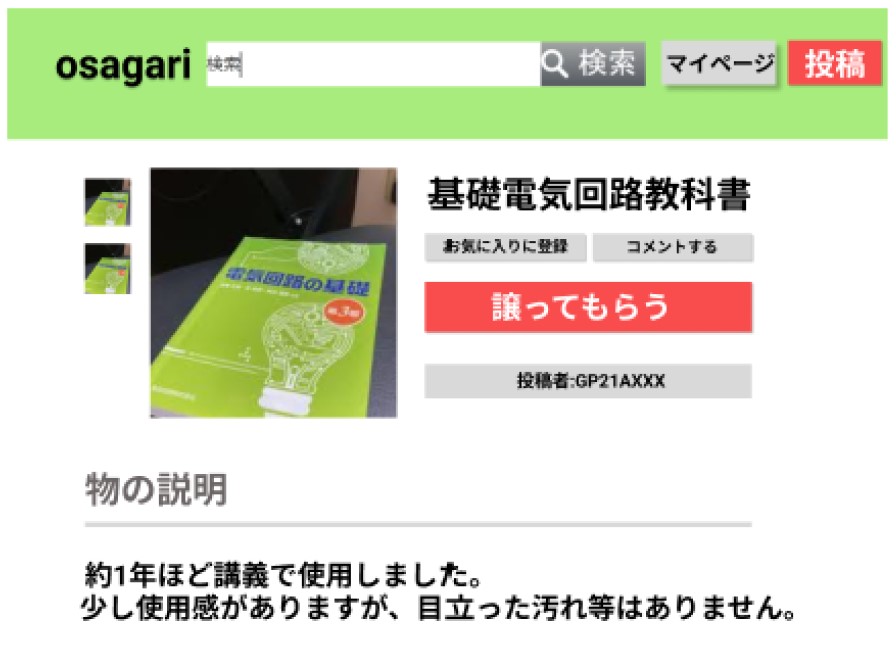 osagari
検索
検索
マイページ
投稿
基礎電気回路教科書
お気に入りに登録
コメントする
電気回路の基礎
第3版
譲ってもらう
投稿者:GP21AXXX
物の説明
約1年ほど講義で使用しました。
少し使用感がありますが、目立った汚れ等はありません。